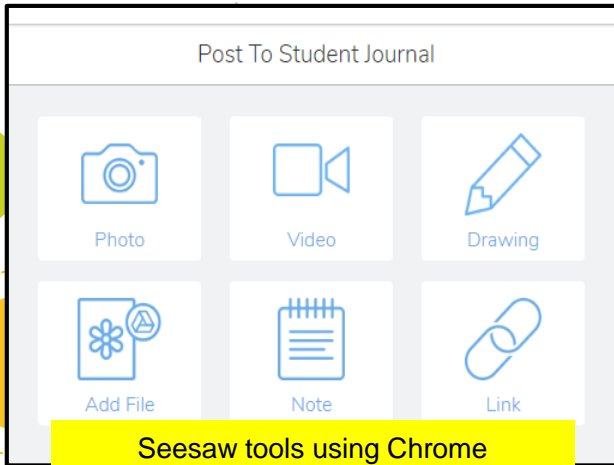 Post To Student Journal
Photo Video Drawing
Add File Note Link
Seesaw tools using Chrome